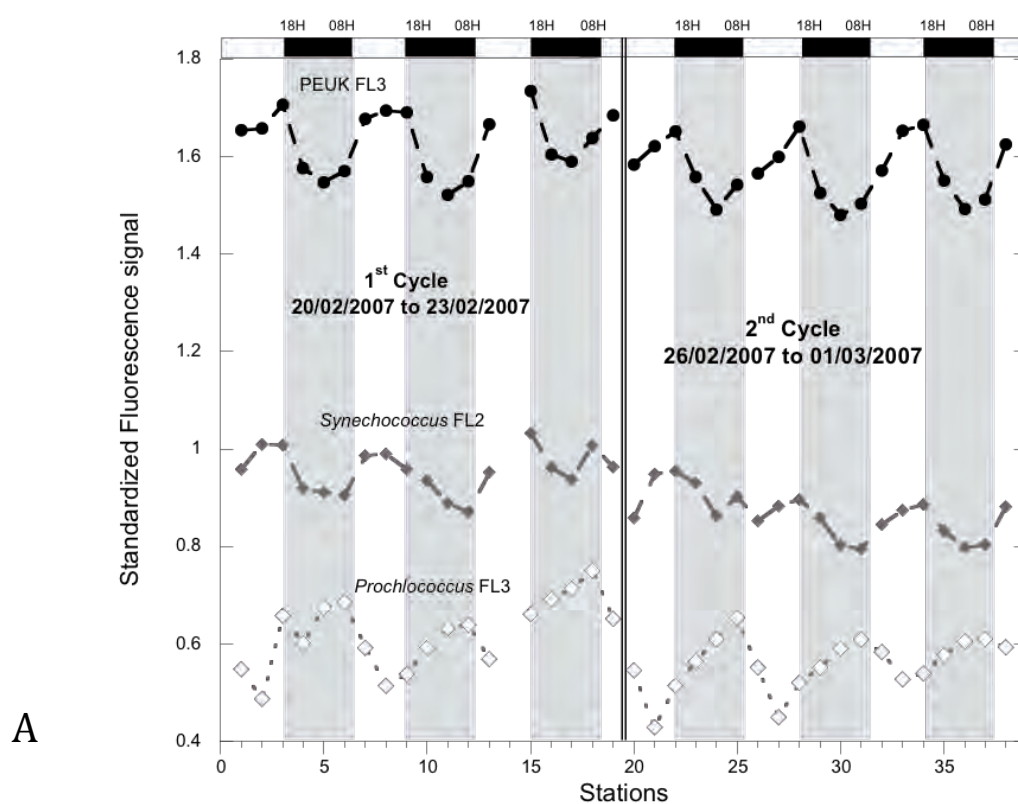 18H 08H 18H 08H 18H 08H 18H 08H 18H 08H 18H 08H
1.8
PEUK FL3
1.6
1.4
1st Cycle
20/02/2007 to 23/02/2007
2nd Cycle
26/02/2007 to 01/03/2007
1.2
Synechococcus FL2
1
0.8
Prochlococcus FL3
0.6
0.4
Standardized Fluorescence signal
A
0 5 10 15 20 25 30 35
Stations